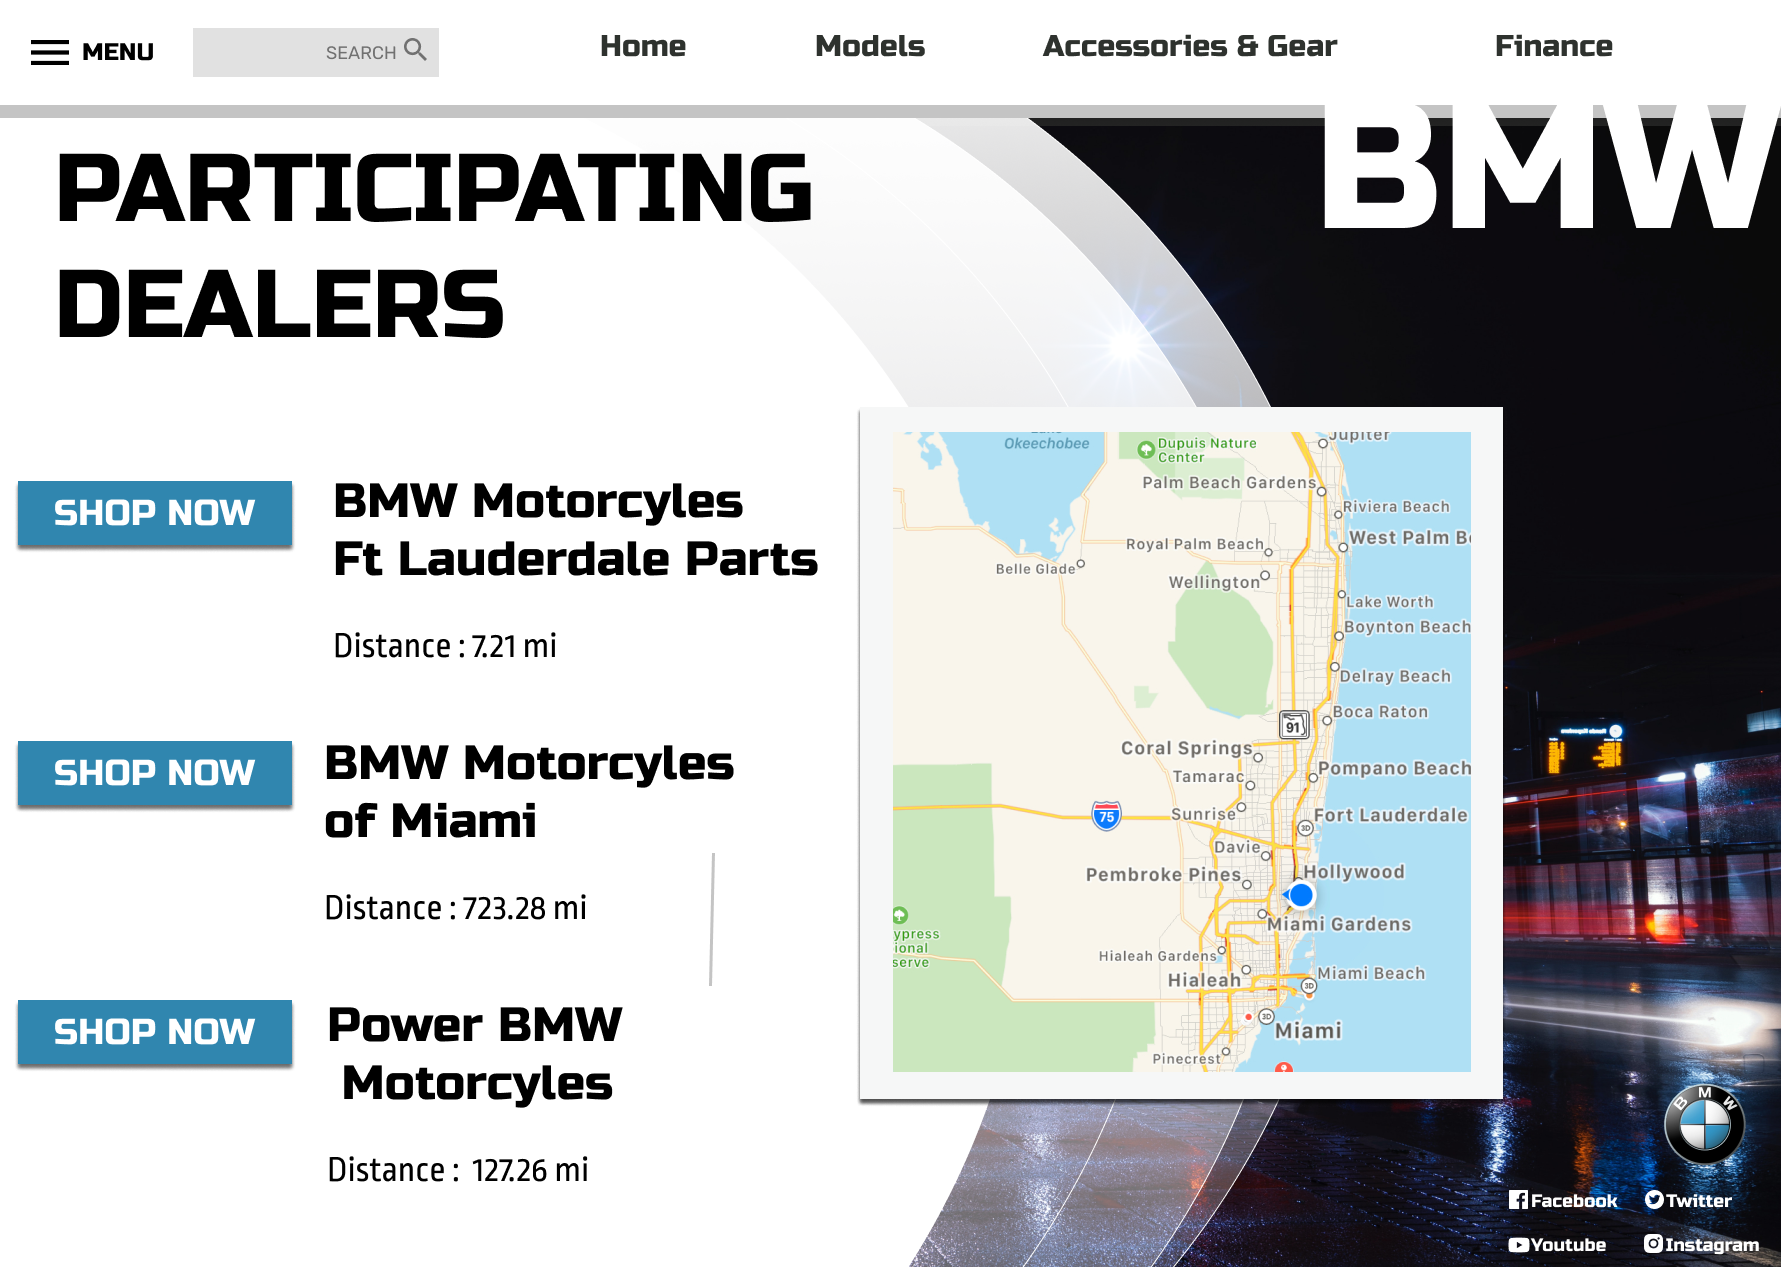 MENU
SEARCH
Home
Models
Accessories & Gear
Finance
BMW
PARTICIPATING
DEALERS
SHOP NOW
BMW Motorcyles
Ft Lauderdale Parts
Distance : 7.21 mi
SHOP NOW
BMW Motorcyles
of Miami
Distance : 723.28 mi
SHOP NOW
Power BMW
Motorcyles
Distance : 127.26 mi
Okeechobee
Dupuis Nature
Center
Jupiter
Palm Beach Gardens
Riviera Beach
West Palm B
Royal Palm Beach
Belle Glade
Wellington
Lake Worth
Boynton Beach
Delray Beach
Boca Raton
91
Coral Springs
Tamarac
Pompano Beach
75
Sunrise
Fort Lauderdale
3D
Davie
Pembroke Pines
Hollywood
Miami Gardens
ypress
ional
serve
Hialeah Gardens
Hialeah
Miami Beach
3D
3D
Miami
Pinecrest
BMW
Facebook
Twitter
Youtube
Instagram